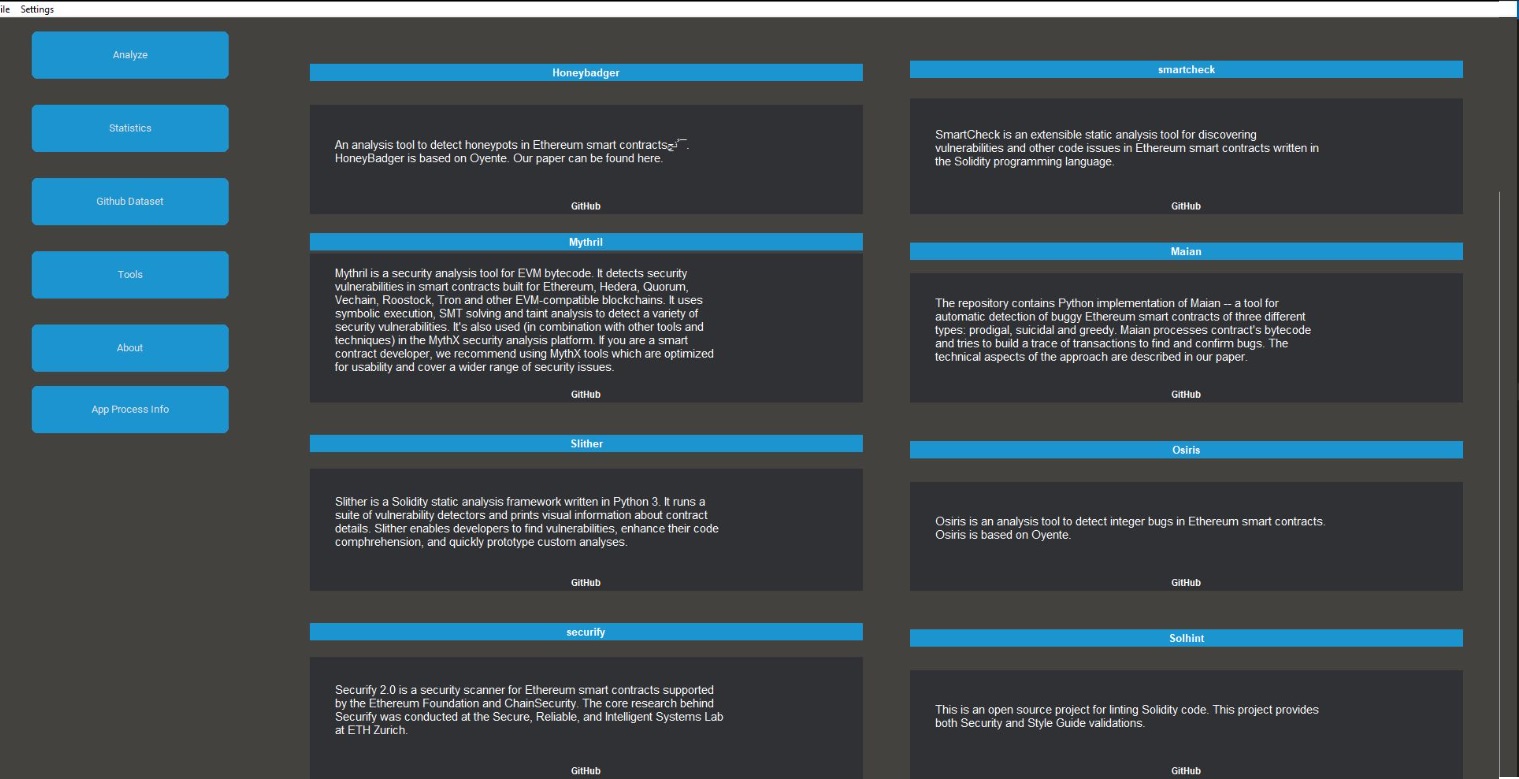 ile Settings
Analyze
Statistics
Github Dataset
Tools
About
App Process Info
Honeybadger
An analysis tool to detect honeypots in Ethereum smart contracts
HoneyBadger is based on Oyente. Our paper can be found here.
GitHub
smartcheck
SmartCheck is an extensible static analysis tool for discovering
vulnerabilities and other code issues in Ethereum smart contracts written in
the Solidity programming language.
GitHub
Mythril
Mythril is a security analysis tool for EVM bytecode. It detects security
vulnerabilities in smart contracts built for Ethereum, Hedera, Quorum,
Vechain, Roostock, Tron and other EVM-compatible blockchains. It uses
symbolic execution, SMT solving and taint analysis to detect a variety of
security vulnerabilities. It's also used (in combination with other tools and
techniques) in the MythX security analysis platform. If you are a smart
contract developer, we recommend using MythX tools which are optimized
for usability and cover a wider range of security issues.
GitHub
Maian
The repository contains Python implementation of Maian -- a tool for
automatic detection of buggy Ethereum smart contracts of three different
types: prodigal, suicidal and greedy. Maian processes contract's bytecode
and tries to build a trace of transactions to find and confirm bugs. The
technical aspects of the approach are described in our paper.
GitHub
Slither
Slither is a Solidity static analysis framework written in Python 3. It runs a
suite of vulnerability detectors and prints visual information about contract
details. Slither enables developers to find vulnerabilities, enhance their code
comphrehension, and quickly prototype custom analyses.
GitHub
Osiris
Osiris is an analysis tool to detect integer bugs in Ethereum smart contracts.
Osiris is based on Oyente.
GitHub
securify
Securify 2.0 is a security scanner for Ethereum smart contracts supported
by the Ethereum Foundation and ChainSecurity. The core research behind
Securify was conducted at the Secure, Reliable, and Intelligent Systems Lab
at ETH Zurich.
GitHub
Solhint
This is an open source project for linting Solidity code. This project provides
both Security and Style Guide validations.
GitHub